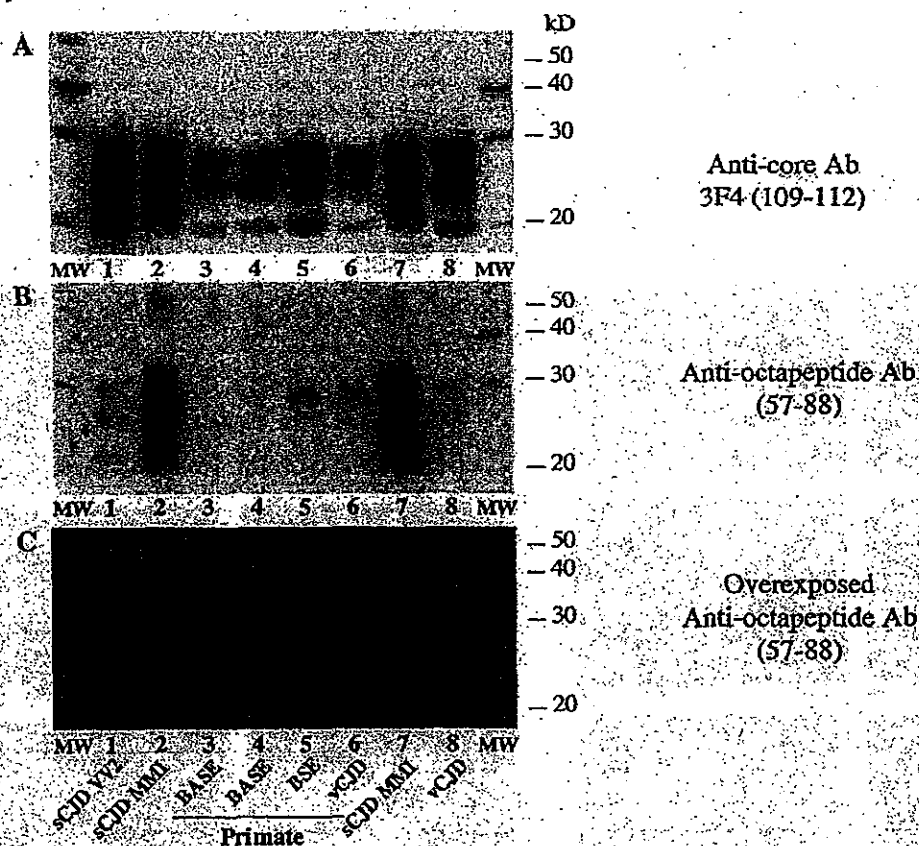 kD
A
50
40
30
20
Anti-core Ab
3F4 (109-112)
MW 1 2 3 4 5 6 7 8 MW
B
50
40
30
20
Anti-octapeptide Ab
(57-88)
MW 1 2 3 4 5 6 7 8 MW
C
50
40
30
20
Overexposed
Anti-octapeptide Ab
(57-88)
MW 1 2 3 4 5 6 7 8 MW
sCJD VV2
sCJD MM1
BASE
BASE
BSE
vCJD
sCJD MM1
vCJD
Primate